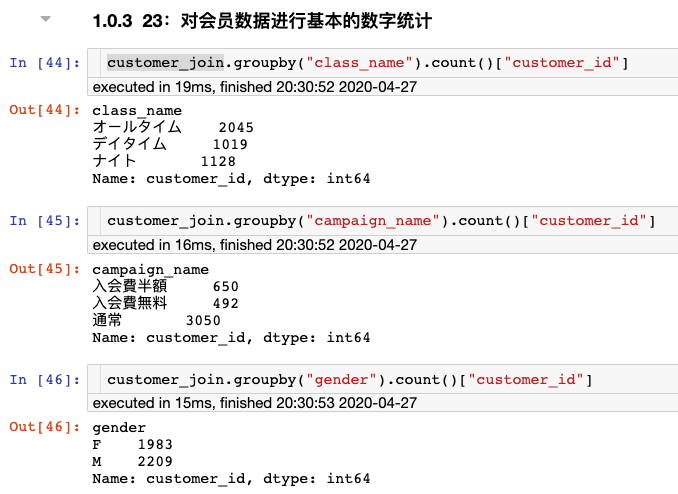 1.0.3 23：对会员数据进行基本的数字统计
In [44]: customer_join.groupby("class_name").count()["customer_id"]
executed in 19ms, finished 20:30:52 2020-04-27
Out[44]: class_name
オールタイム 2045
デイタイム 1019
ナイト 1128
Name: customer_id, dtype: int64
In [45]: customer_join.groupby("campaign_name").count()["customer_id"]
executed in 16ms, finished 20:30:52 2020-04-27
Out[45]: campaign_name
入会費半額 650
入会費無料 492
通常 3050
Name: customer_id, dtype: int64
In [46]: customer_join.groupby("gender").count()["customer_id"]
executed in 15ms, finished 20:30:53 2020-04-27
Out[46]: gender
F 1983
M 2209
Name: customer_id, dtype: int64